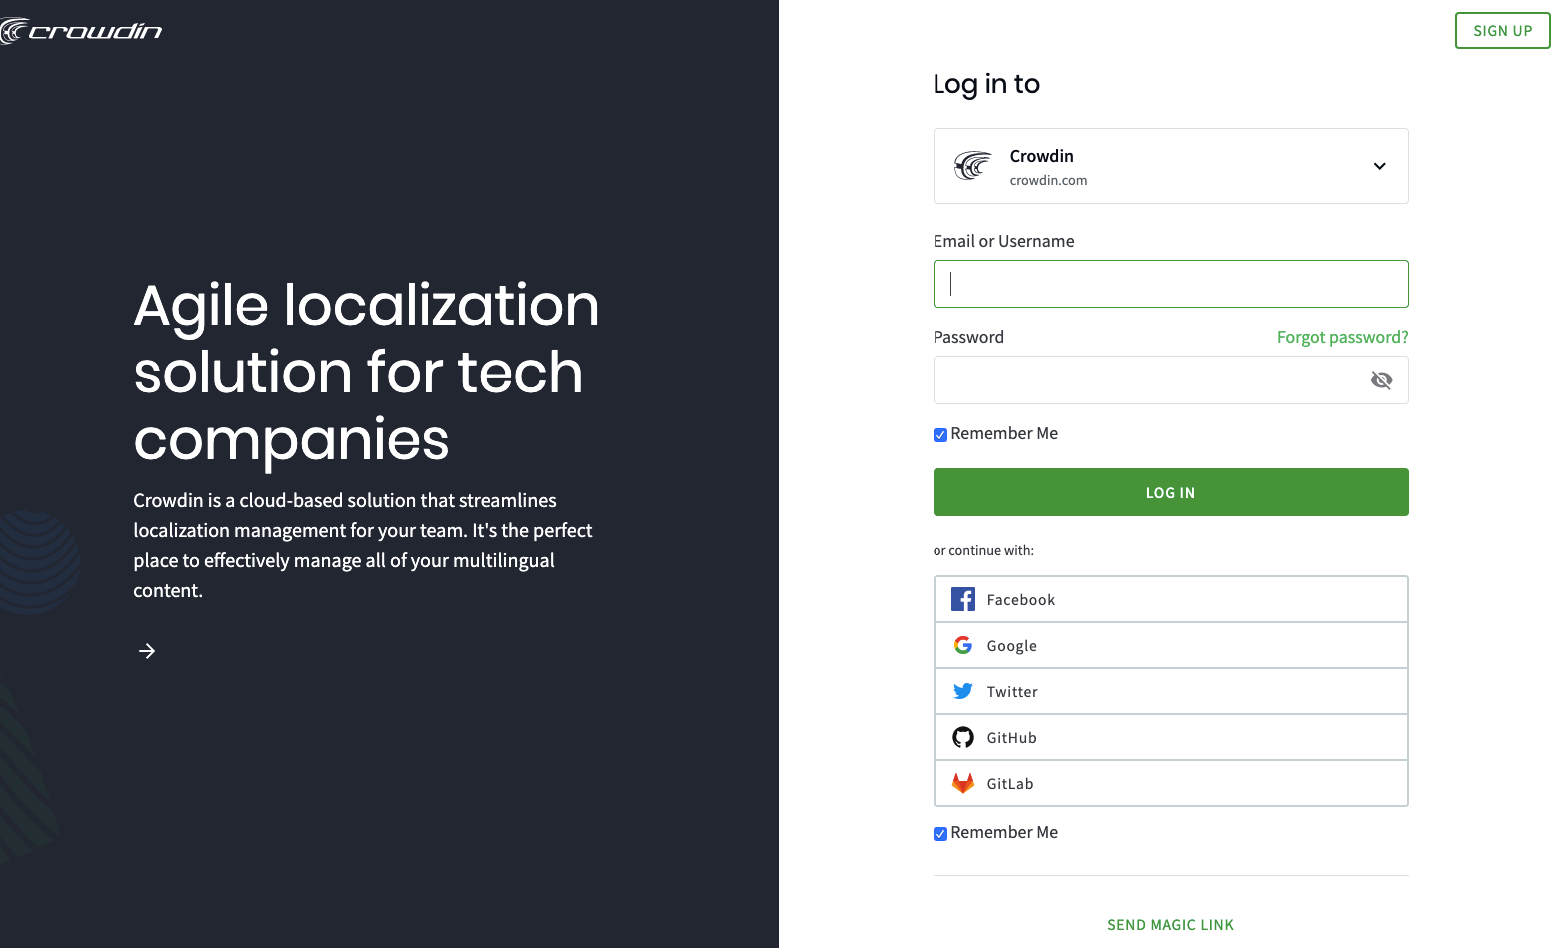 crowdin
SIGN UP
Log in to
Crowdin
crowdin.com
Email or Username
Password
Forgot password?
Remember Me
LOG IN
or continue with:
Facebook
Google
Twitter
GitHub
GitLab
Remember Me
SEND MAGIC LINK
Agile localization
solution for tech
companies
Crowdin is a cloud-based solution that streamlines
localization management for your team. It's the perfect
place to effectively manage all of your multilingual
content.